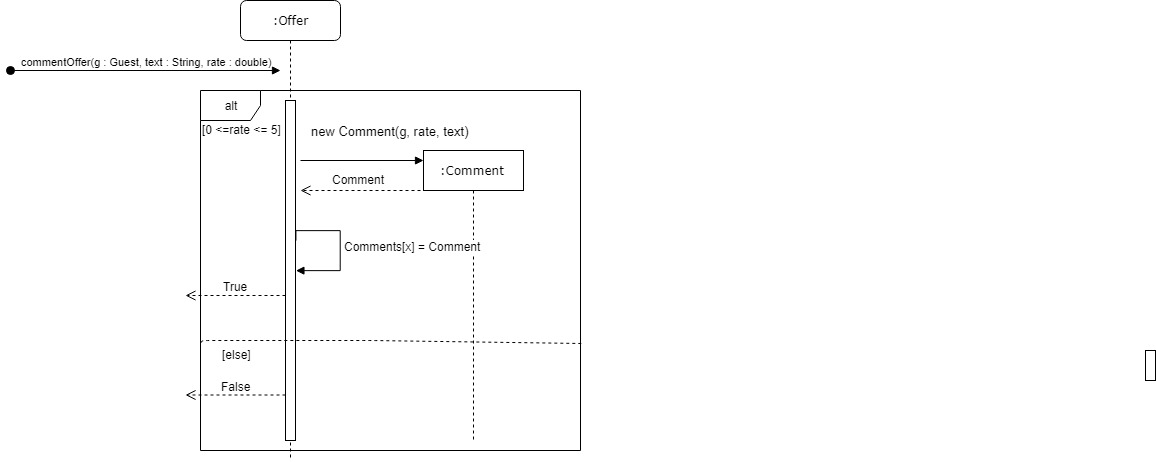 :Offer
commentOffer(g : Guest, text : String, rate : double)
alt
[0 <=rate <= 5]
new Comment(g, rate, text)
:Comment
Comment
Comments[x] = Comment
True
[else]
False